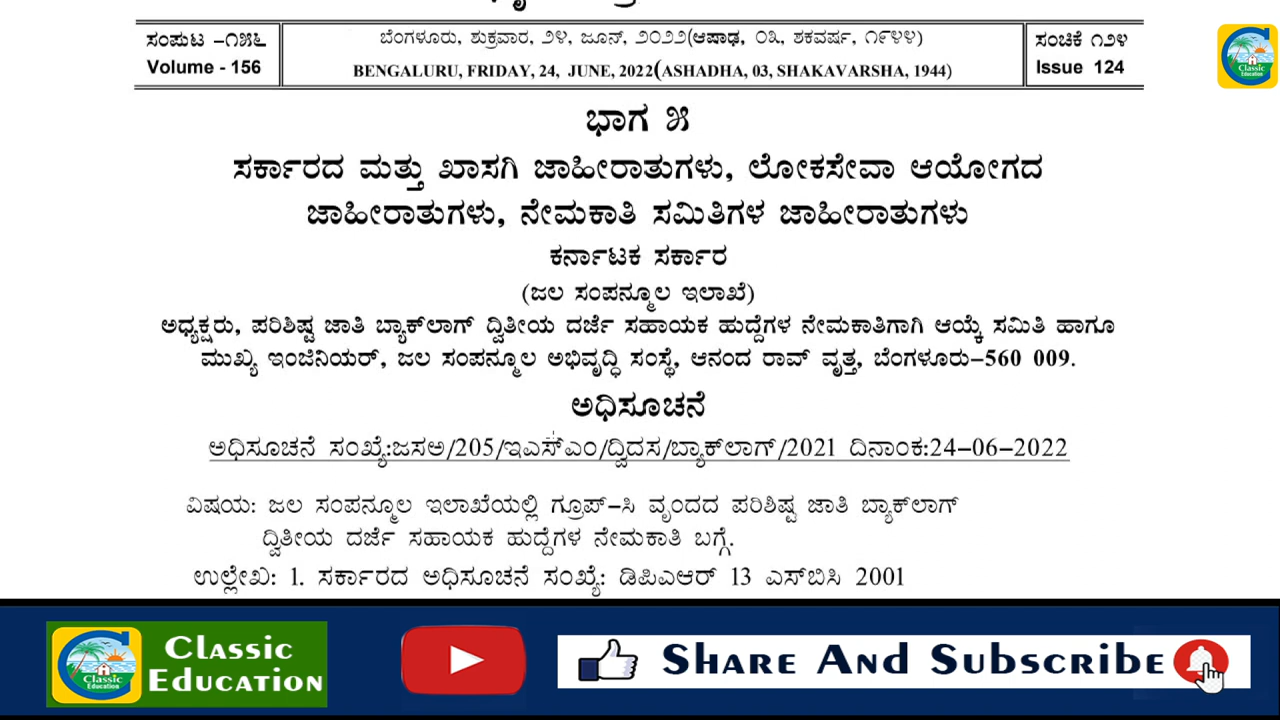 ಸಂಪುಟ –೧೫೬
Volume - 156
ಬೆಂಗಳೂರು, ಶುಕ್ರವಾರ, ೨೪, ಜೂನ್, ೨೦೨೨(ಆಷಾಢ, ೦೩, ಶಕವರ್ಷ, ೧೯೪೪)
BENGALURU, FRIDAY, 24, JUNE, 2022(ASHADHA, 03, SHAKAVARSHA, 1944)
ಸಂಚಿಕೆ ೧೨೪
Issue 124
Classic
Education
ಭಾಗ ೫
ಸರ್ಕಾರದ ಮತ್ತು ಖಾಸಗಿ ಜಾಹೀರಾತುಗಳು, ಲೋಕಸೇವಾ ಆಯೋಗದ
ಜಾಹೀರಾತುಗಳು, ನೇಮಕಾತಿ ಸಮಿತಿಗಳ ಜಾಹೀರಾತುಗಳು
ಕರ್ನಾಟಕ ಸರ್ಕಾರ
(ಜಲ ಸಂಪನ್ಮೂಲ ಇಲಾಖೆ)
ಅಧ್ಯಕ್ಷರು, ಪರಿಶಿಷ್ಟ ಜಾತಿ ಬ್ಯಾಕ್‌ಲಾಗ್ ದ್ವಿತೀಯ ದರ್ಜೆ ಸಹಾಯಕ ಹುದ್ದೆಗಳ ನೇಮಕಾತಿಗಾಗಿ ಆಯ್ಕೆ ಸಮಿತಿ ಹಾಗೂ
ಮುಖ್ಯ ಇಂಜಿನಿಯರ್, ಜಲ ಸಂಪನ್ಮೂಲ ಅಭಿವೃದ್ಧಿ ಸಂಸ್ಥೆ, ಆನಂದ ರಾವ್ ವೃತ್ತ, ಬೆಂಗಳೂರು–560 009.
ಅಧಿಸೂಚನೆ
ಅಧಿಸೂಚನೆ ಸಂಖ್ಯೆ:ಜಸಅ/205/ಇಎಸ್ಎಂ/ದ್ವಿದಸ/ಬ್ಯಾಕ್‌ಲಾಗ್/2021 ದಿನಾಂಕ:24–06–2022
ವಿಷಯ: ಜಲ ಸಂಪನ್ಮೂಲ ಇಲಾಖೆಯಲ್ಲಿ ಗ್ರೂಪ್–ಸಿ ವೃಂದದ ಪರಿಶಿಷ್ಟ ಜಾತಿ ಬ್ಯಾಕ್‌ಲಾಗ್
ದ್ವಿತೀಯ ದರ್ಜೆ ಸಹಾಯಕ ಹುದ್ದೆಗಳ ನೇಮಕಾತಿ ಬಗ್ಗೆ.
ಉಲ್ಲೇಖ: 1. ಸರ್ಕಾರದ ಅಧಿಸೂಚನೆ ಸಂಖ್ಯೆ: ಡಿಪಿಎಆರ್ 13 ಎಸ್‌ಬಿಸಿ 2001
Classic
Education
Classic
Education
Share And Subscribe